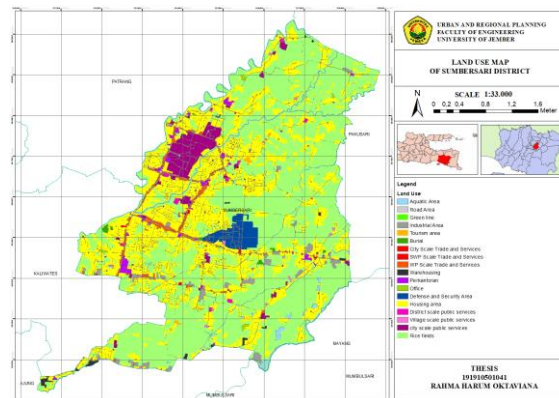 URBAN AND REGIONAL PLANNING
FACULTY OF ENGINEERING
UNIVERSITY OF JEMBER
LAND USE MAP
OF SUMBERSARI DISTRICT
SCALE 1:33.000
N
0 0.2 0.4 0.8 1.2 1.6
Meter
Legend
Land Use
Aquatic Area
Road Area
Green line
Industrial Area
Tourism area
Burial
City Scale Trade and Services
SWP Scale Trade and Services
WP Scale Trade and Services
Warehousing
Perkantoran
Office
Defense and Security Area
Housing area
District scale public services
Village scale public services
city scale public services
Rice fields
THESIS
191910501041
RAHMA HARUM OKTAVIANA
PATRANG
PAKUSARI
SUMBERSARI
KALIWATES
MAYANG
AJUNG
MUMBULSARI
MUMBULSARI